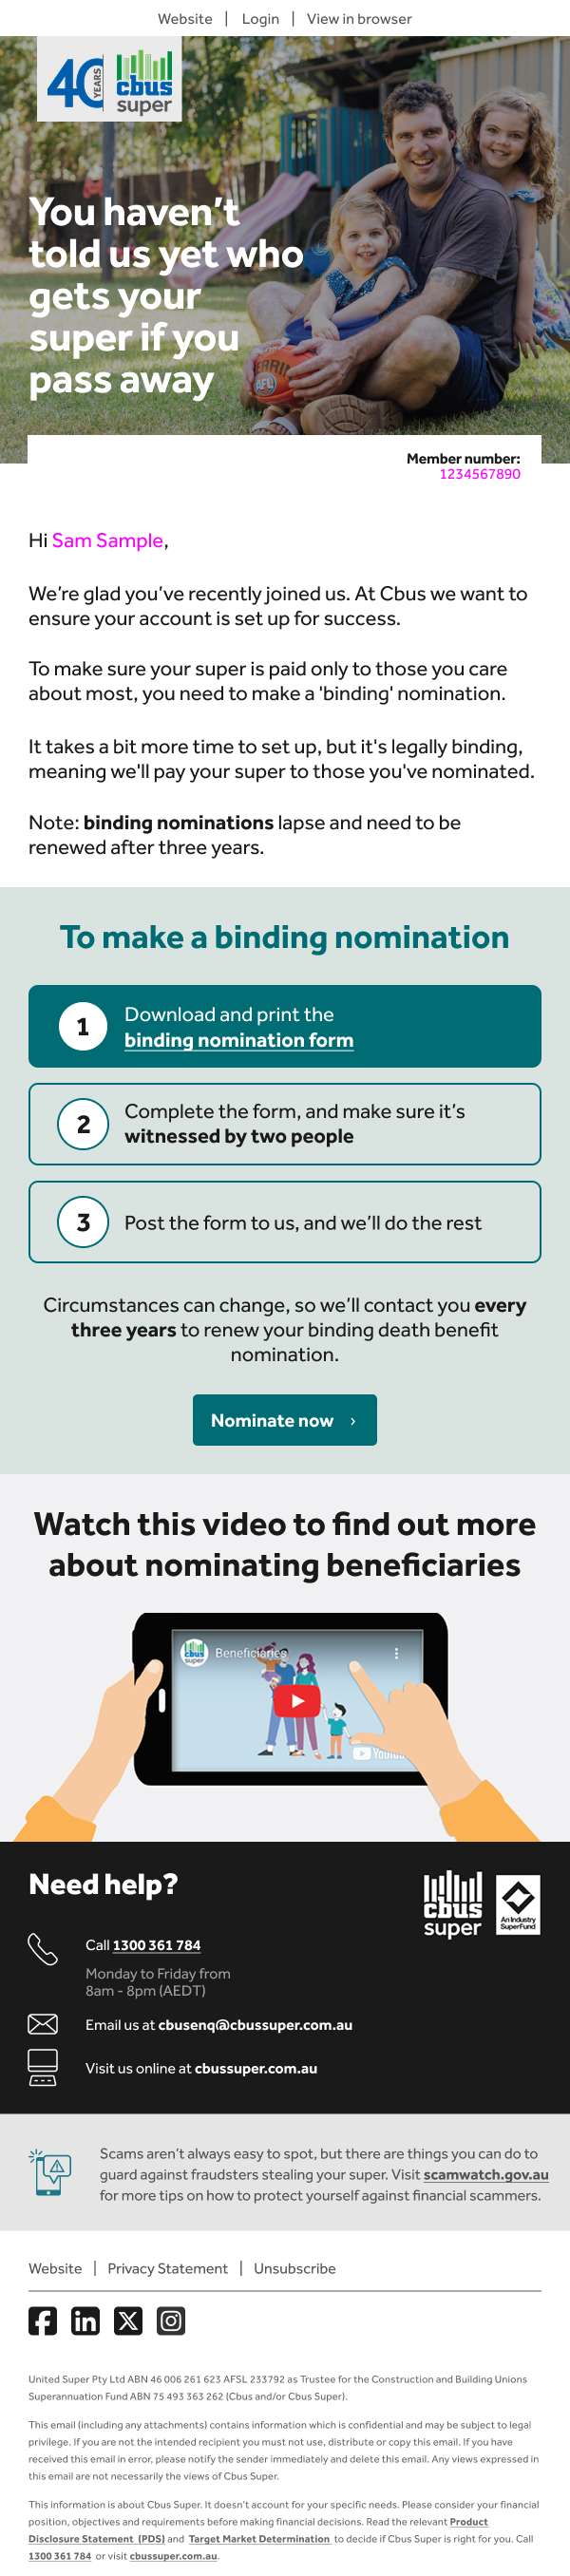 Website | Login | View in browser
40 YEARS cbus super
You haven't
told us yet who
gets your
super if you
pass away
AFL
Member number:
1234567890
Hi Sam Sample,
We're glad you've recently joined us. At Cbus we want to
ensure your account is set up for success.
To make sure your super is paid only to those you care
about most, you need to make a 'binding' nomination.
It takes a bit more time to set up, but it's legally binding,
meaning we'll pay your super to those you've nominated.
Note: binding nominations lapse and need to be
renewed after three years.
To make a binding nomination
1 Download and print the
binding nomination form
2 Complete the form, and make sure it's
witnessed by two people
3 Post the form to us, and we'll do the rest
Circumstances can change, so we'll contact you every
three years to renew your binding death benefit
nomination.
Nominate now ›
Watch this video to find out more
about nominating beneficiaries
cbus super Beneficiaries
YouTube
Need help?
cbus super An Industry SuperFund
Call 1300 361 784
Monday to Friday from
8am - 8pm (AEDT)
Email us at cbusenq@cbussuper.com.au
Visit us online at cbussuper.com.au
Scams aren't always easy to spot, but there are things you can do to
guard against fraudsters stealing your super. Visit scamwatch.gov.au
for more tips on how to protect yourself against financial scammers.
Website | Privacy Statement | Unsubscribe
United Super Pty Ltd ABN 46 006 261 623 AFSL 233792 as Trustee for the Construction and Building Unions
Superannuation Fund ABN 75 493 363 262 (Cbus and/or Cbus Super).
This email (including any attachments) contains information which is confidential and may be subject to legal
privilege. If you are not the intended recipient you must not use, distribute or copy this email. If you have
received this email in error, please notify the sender immediately and delete this email. Any views expressed in
this email are not necessarily the views of Cbus Super.
This information is about Cbus Super. It doesn't account for your specific needs. Please consider your financial
position, objectives and requirements before making financial decisions. Read the relevant Product
Disclosure Statement (PDS) and Target Market Determination to decide if Cbus Super is right for you. Call
1300 361 784 or visit cbussuper.com.au.